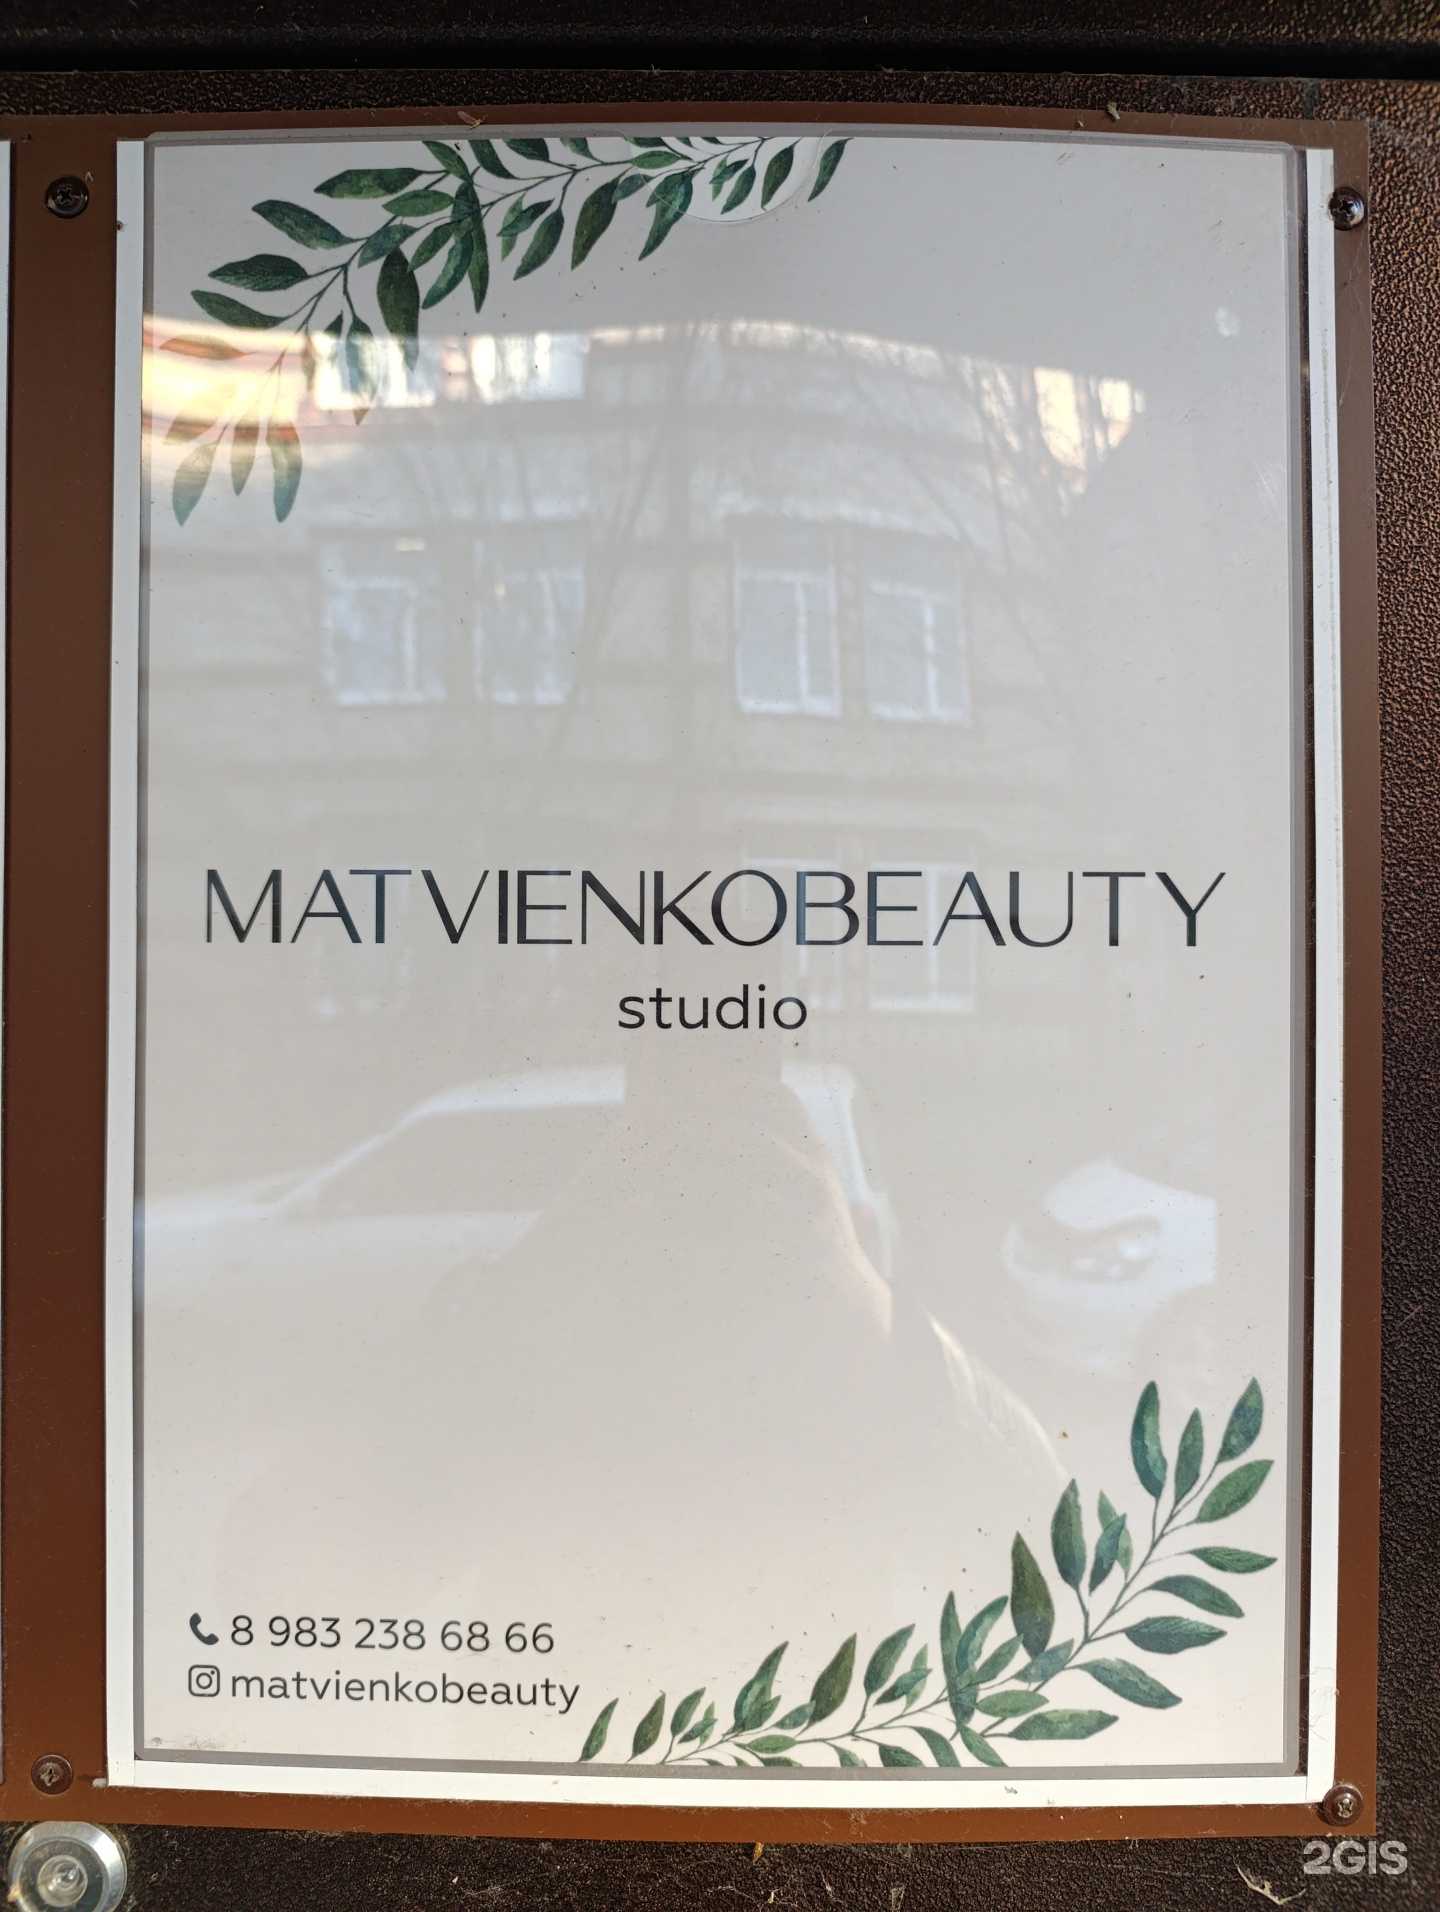 MATVIENKOBEAUTY
studio
8 983 238 68 66
matvienkobeauty
2GIS